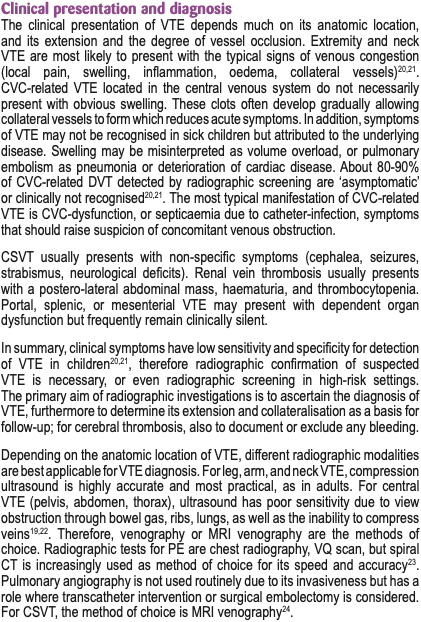 Clinical presentation and diagnosis
The clinical presentation of VTE depends much on its anatomic location,
and its extension and the degree of vessel occlusion. Extremity and neck
VTE are most likely to present with the typical signs of venous congestion
(local pain, swelling, inflammation, oedema, collateral vessels)20,21.
CVC-related VTE located in the central venous system do not necessarily
present with obvious swelling. These clots often develop gradually allowing
collateral vessels to form which reduces acute symptoms. In addition, symptoms
of VTE may not be recognised in sick children but attributed to the underlying
disease. Swelling may be misinterpreted as volume overload, or pulmonary
embolism as pneumonia or deterioration of cardiac disease. About 80-90%
of CVC-related DVT detected by radiographic screening are ‘asymptomatic’
or clinically not recognised20,21. The most typical manifestation of CVC-related
VTE is CVC-dysfunction, or septicaemia due to catheter-infection, symptoms
that should raise suspicion of concomitant venous obstruction.
CSVT usually presents with non-specific symptoms (cephalea, seizures,
strabismus, neurological deficits). Renal vein thrombosis usually presents
with a postero-lateral abdominal mass, haematuria, and thrombocytopenia.
Portal, splenic, or mesenterial VTE may present with dependent organ
dysfunction but frequently remain clinically silent.
In summary, clinical symptoms have low sensitivity and specificity for detection
of VTE in children20,21, therefore radiographic confirmation of suspected
VTE is necessary, or even radiographic screening in high-risk settings.
The primary aim of radiographic investigations is to ascertain the diagnosis of
VTE, furthermore to determine its extension and collateralisation as a basis for
follow-up; for cerebral thrombosis, also to document or exclude any bleeding.
Depending on the anatomic location of VTE, different radiographic modalities
are best applicable for VTE diagnosis. For leg, arm, and neck VTE, compression
ultrasound is highly accurate and most practical, as in adults. For central
VTE (pelvis, abdomen, thorax), ultrasound has poor sensitivity due to view
obstruction through bowel gas, ribs, lungs, as well as the inability to compress
veins19,22. Therefore, venography or MRI venography are the methods of
choice. Radiographic tests for PE are chest radiography, VQ scan, but spiral
CT is increasingly used as method of choice for its speed and accuracy23.
Pulmonary angiography is not used routinely due to its invasiveness but has a
role where transcatheter intervention or surgical embolectomy is considered.
For CSVT, the method of choice is MRI venography24.